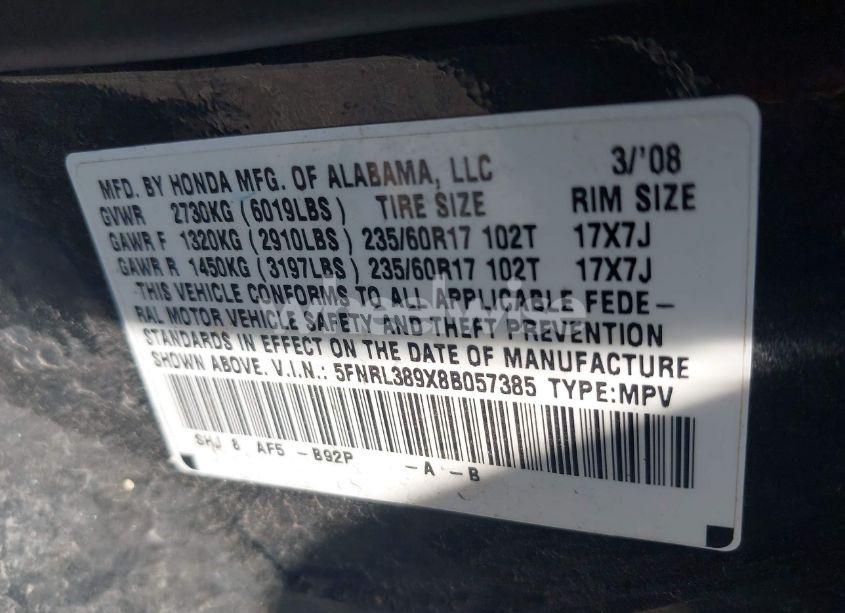 MFD. BY HONDA MFG. OF ALABAMA, LLC 3/'08
GVWR 2730KG (6019LBS) TIRE SIZE RIM SIZE
GAWR F 1320KG (2910LBS) 235/60R17 102T 17X7J
GAWR R 1450KG (3197LBS) 235/60R17 102T 17X7J
THIS VEHICLE CONFORMS TO ALL APPLICABLE FEDE-
RAL MOTOR VEHICLE SAFETY AND THEFT PREVENTION
STANDARDS IN EFFECT ON THE DATE OF MANUFACTURE
SHOWN ABOVE. V.I.N.: 5FNRL389X8B057385 TYPE:MPV
SHJ 8 AF5 -B92P -A -B